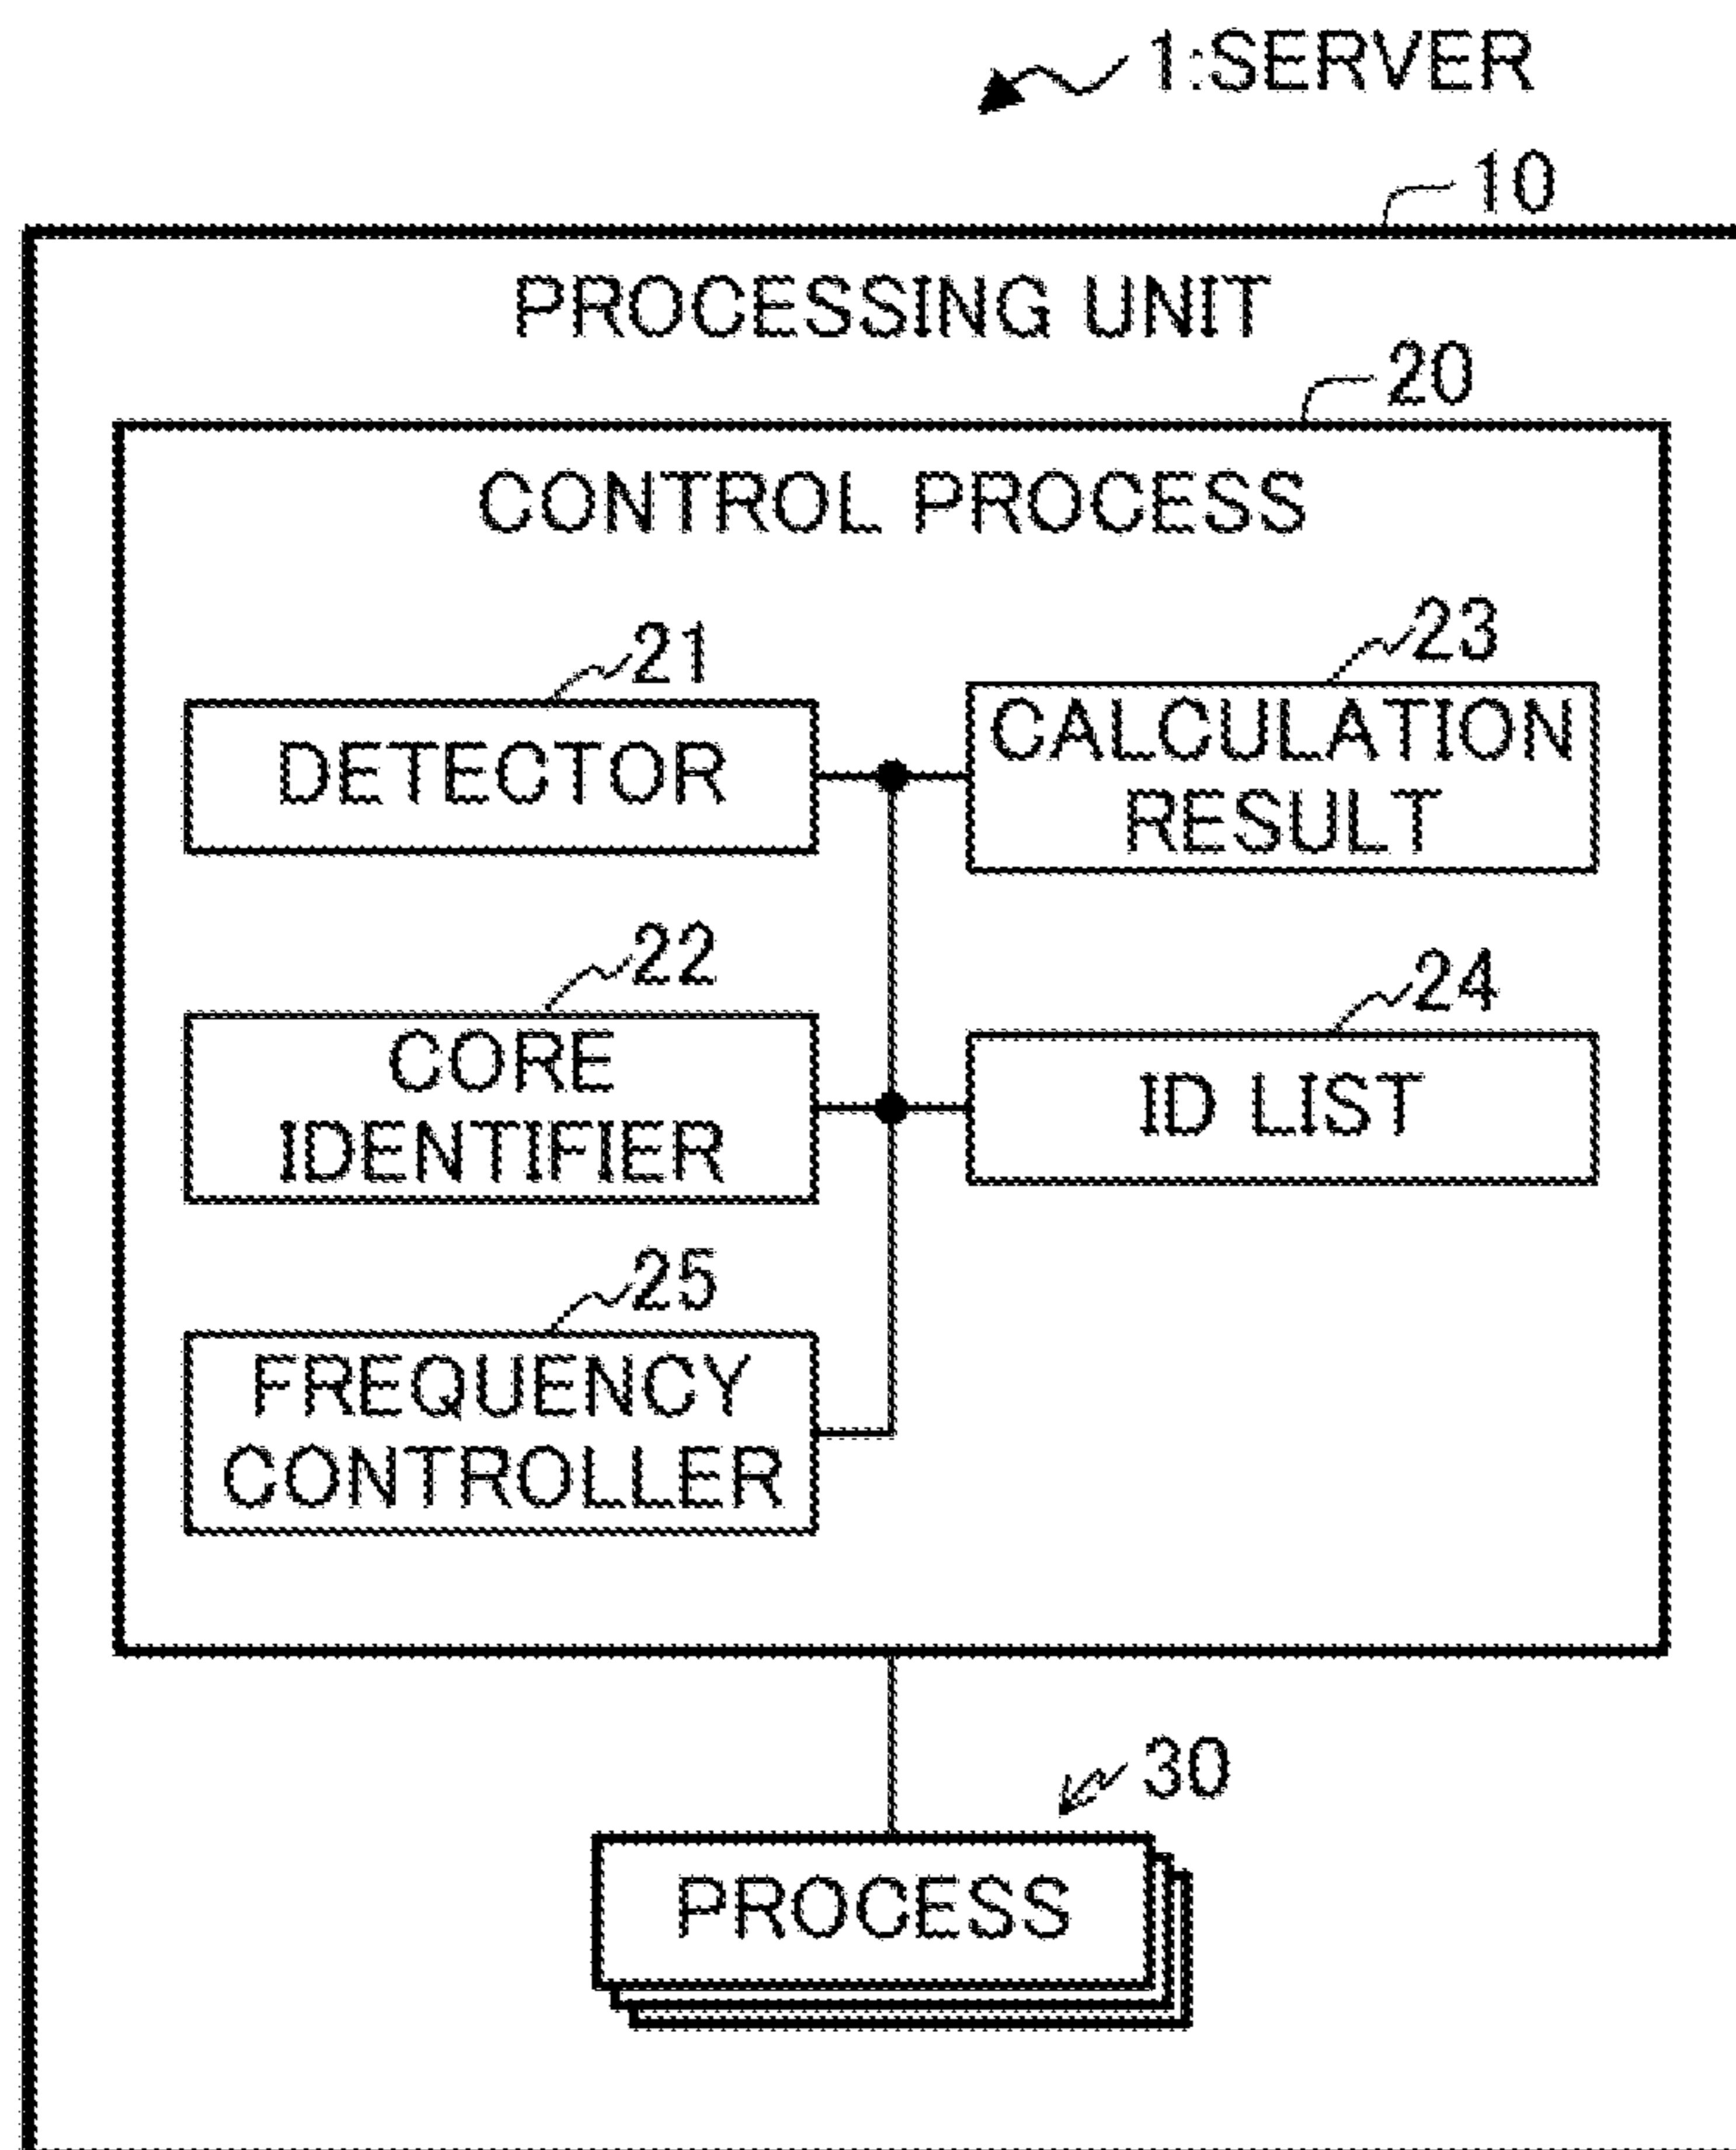 1:SERVER
10
PROCESSING UNIT
20
CONTROL PROCESS
21
DETECTOR
23
CALCULATION
RESULT
22
CORE
IDENTIFIER
24
ID LIST
25
FREQUENCY
CONTROLLER
30
PROCESS